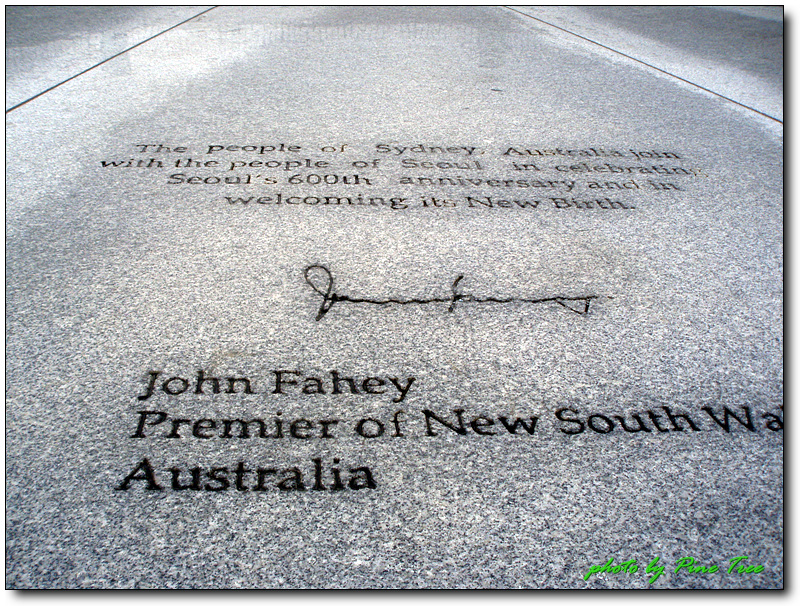 The people of Sydney, Australia join
with the people of Seoul in celebrating
Seoul's 600th anniversary and in
welcoming its New Birth.
John Fahey
Premier of New South Wa
Australia
photo by Pine Tree